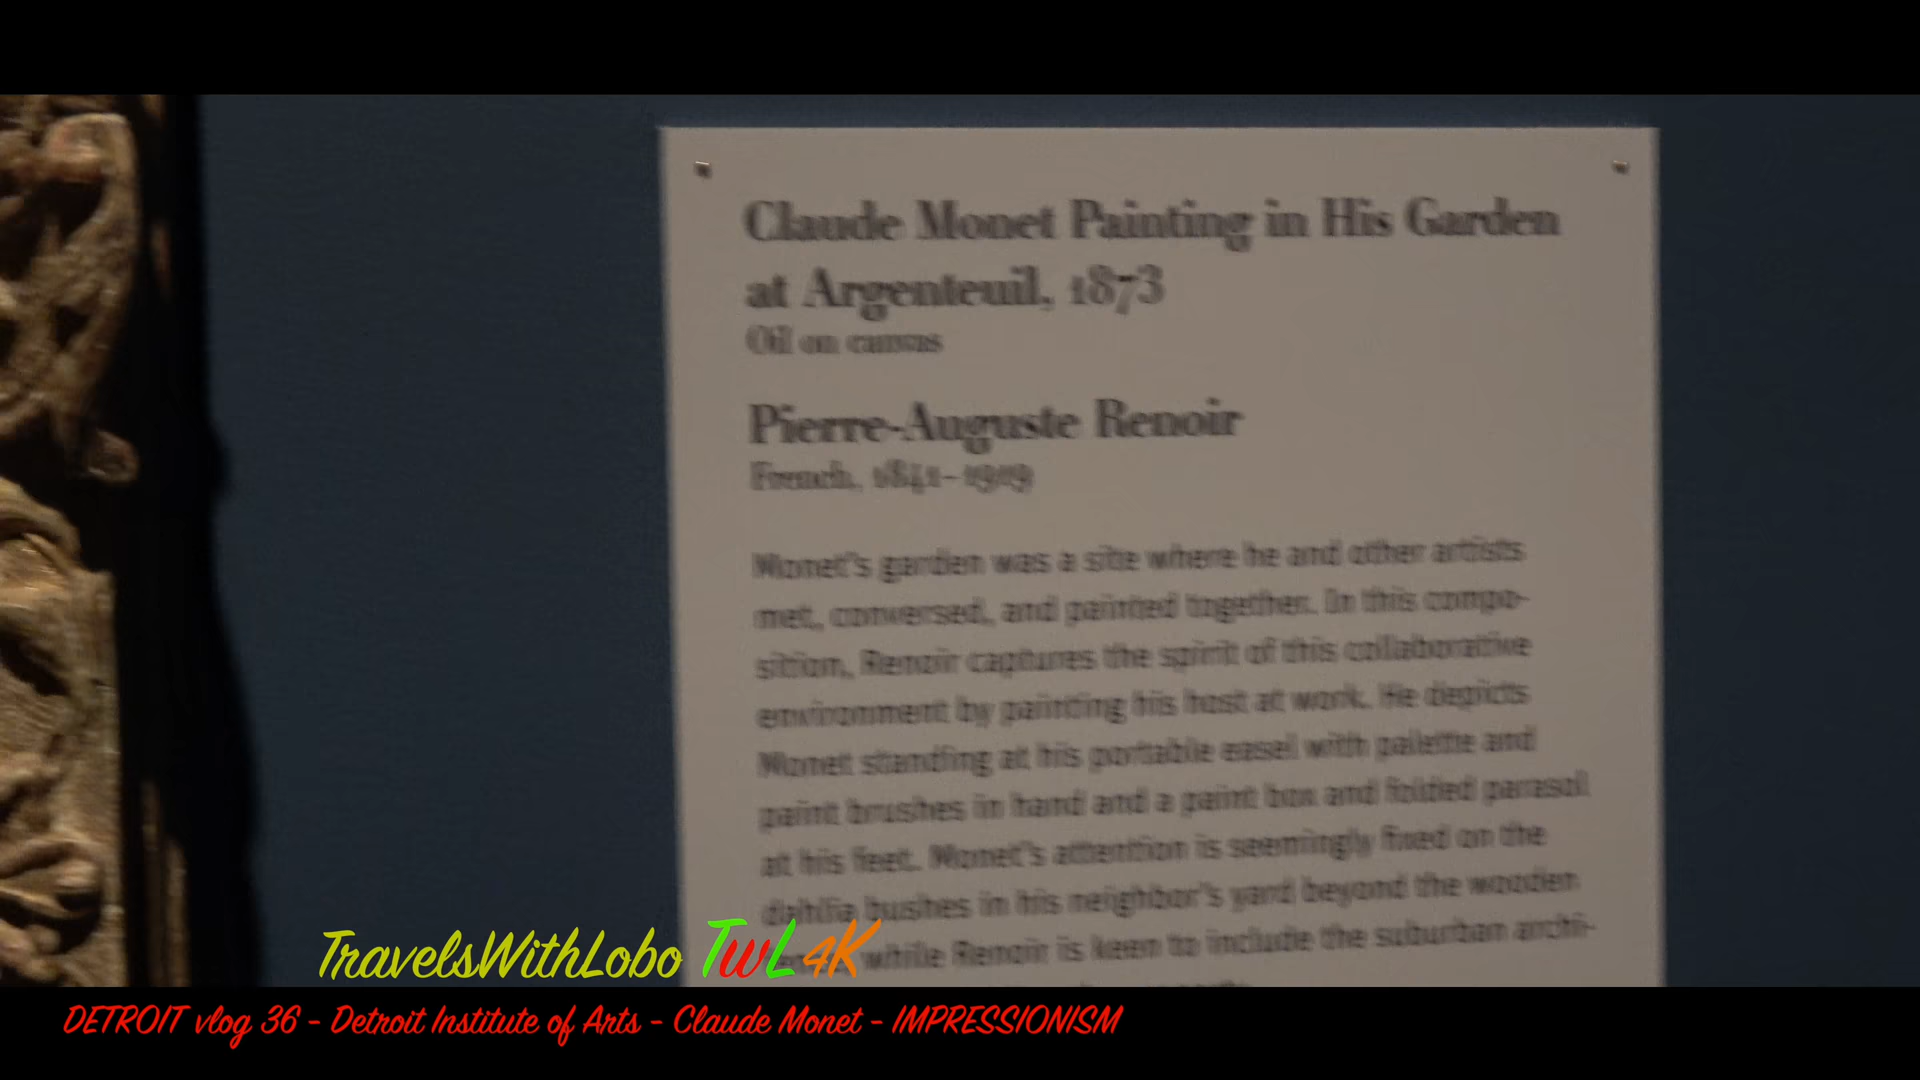 Claude Monet Painting in His Garden
at Argenteuil, 1873
Oil on canvas
Pierre-Auguste Renoir
French, 1841–1919
Monet's garden was a site where he and other artists
met, conversed, and painted together. In this compo-
sition, Renoir captures the spirit of this collaborative
environment by painting his host at work. He depicts
Monet standing at his portable easel with palette and
paint brushes in hand and a paint box and folded parasol
at his feet. Monet's attention is seemingly fixed on the
dahlia bushes in his neighbor's yard beyond the wooden
while Renoir is keen to include the suburban archi-
TravelsWithLobo TwL4K
DETROIT vlog 36 - Detroit Institute of Arts - Claude Monet - IMPRESSIONISM